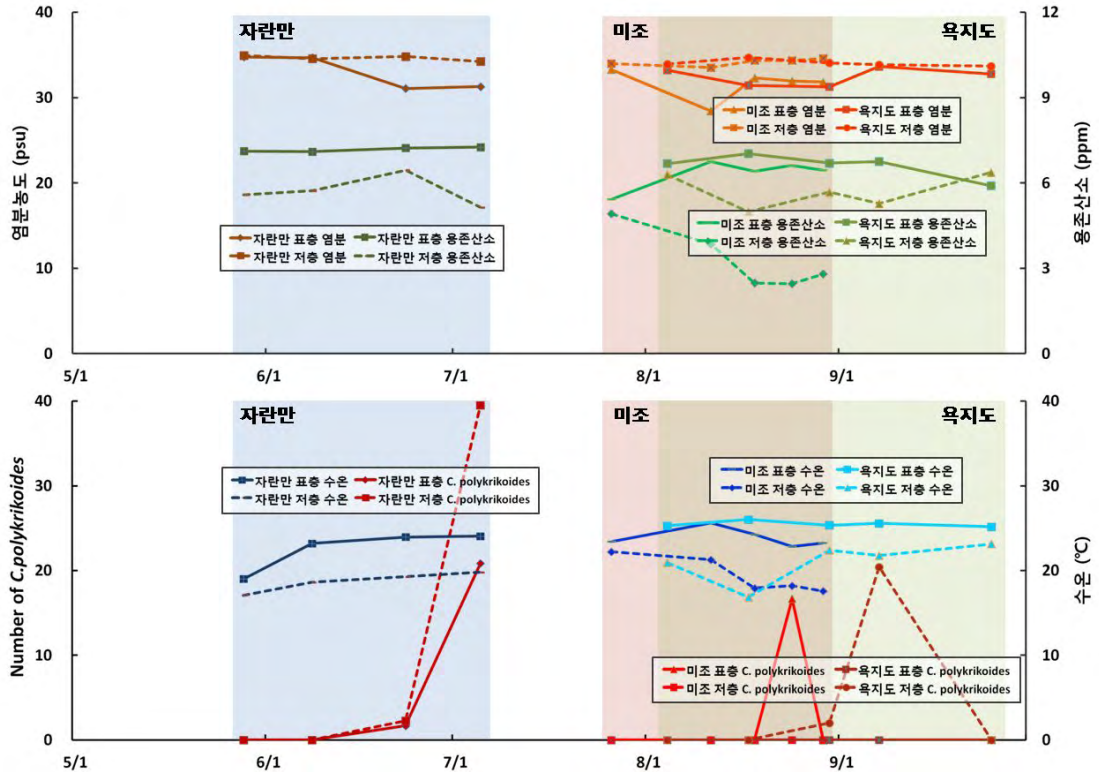 자란만
미조
욕지도
40
30
20
10
0
염분농도 (psu)
12
9
6
3
0
용존산소 (ppm)
미조 표층 염분 욕지도 표층 염분
미조 저층 염분 욕지도 저층 염분
미조 표층 용존산소 욕지도 표층 용존산소
미조 저층 용존산소 욕지도 저층 용존산소
자란만 표층 염분 자란만 표층 용존산소
자란만 저층 염분 자란만 저층 용존산소
5/1 6/1 7/1 8/1 9/1
자란만
미조
욕지도
40
30
20
10
0
Number of C.polykrikoides
40
30
20
10
0
수온 (℃)
자란만 표층 수온 자란만 표층 C. polykrikoides
자란만 저층 수온 자란만 저층 C. polykrikoides
미조 표층 수온 욕지도 표층 수온
미조 저층 수온 욕지도 저층 수온
미조 표층 C. polykrikoides 욕지도 표층 C. polykrikoides
미조 저층 C. polykrikoides 욕지도 저층 C. polykrikoides
5/1 6/1 7/1 8/1 9/1